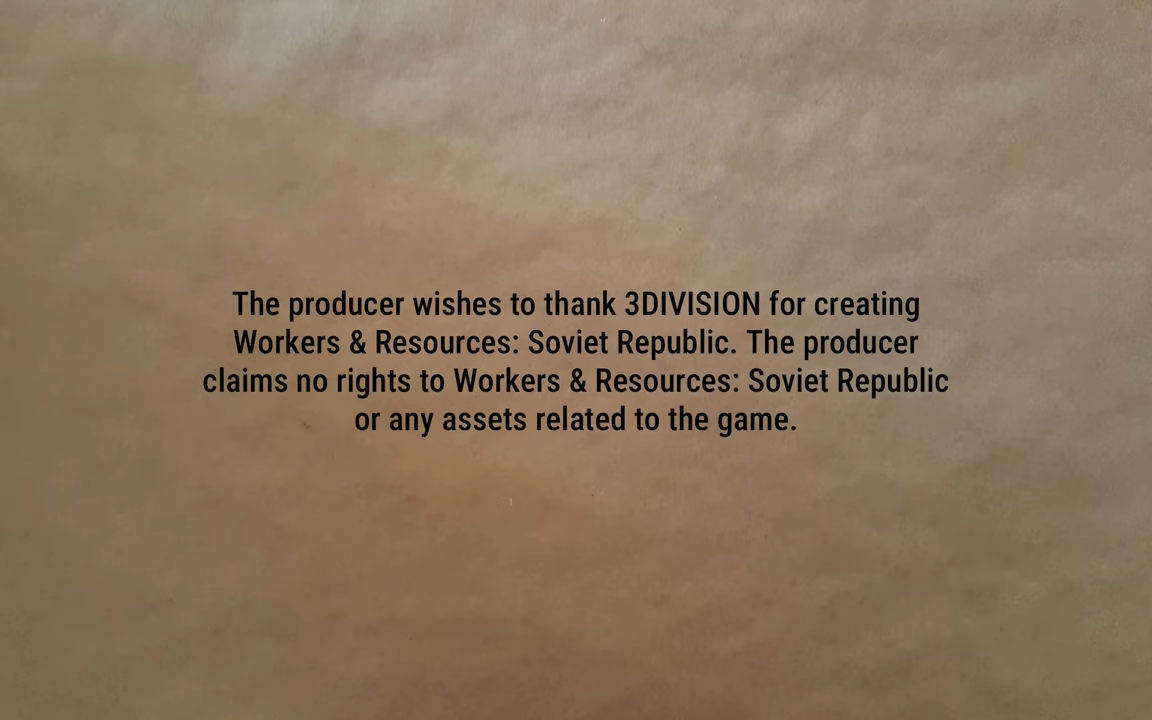 The producer wishes to thank 3DIVISION for creating
Workers & Resources: Soviet Republic. The producer
claims no rights to Workers & Resources: Soviet Republic
or any assets related to the game.